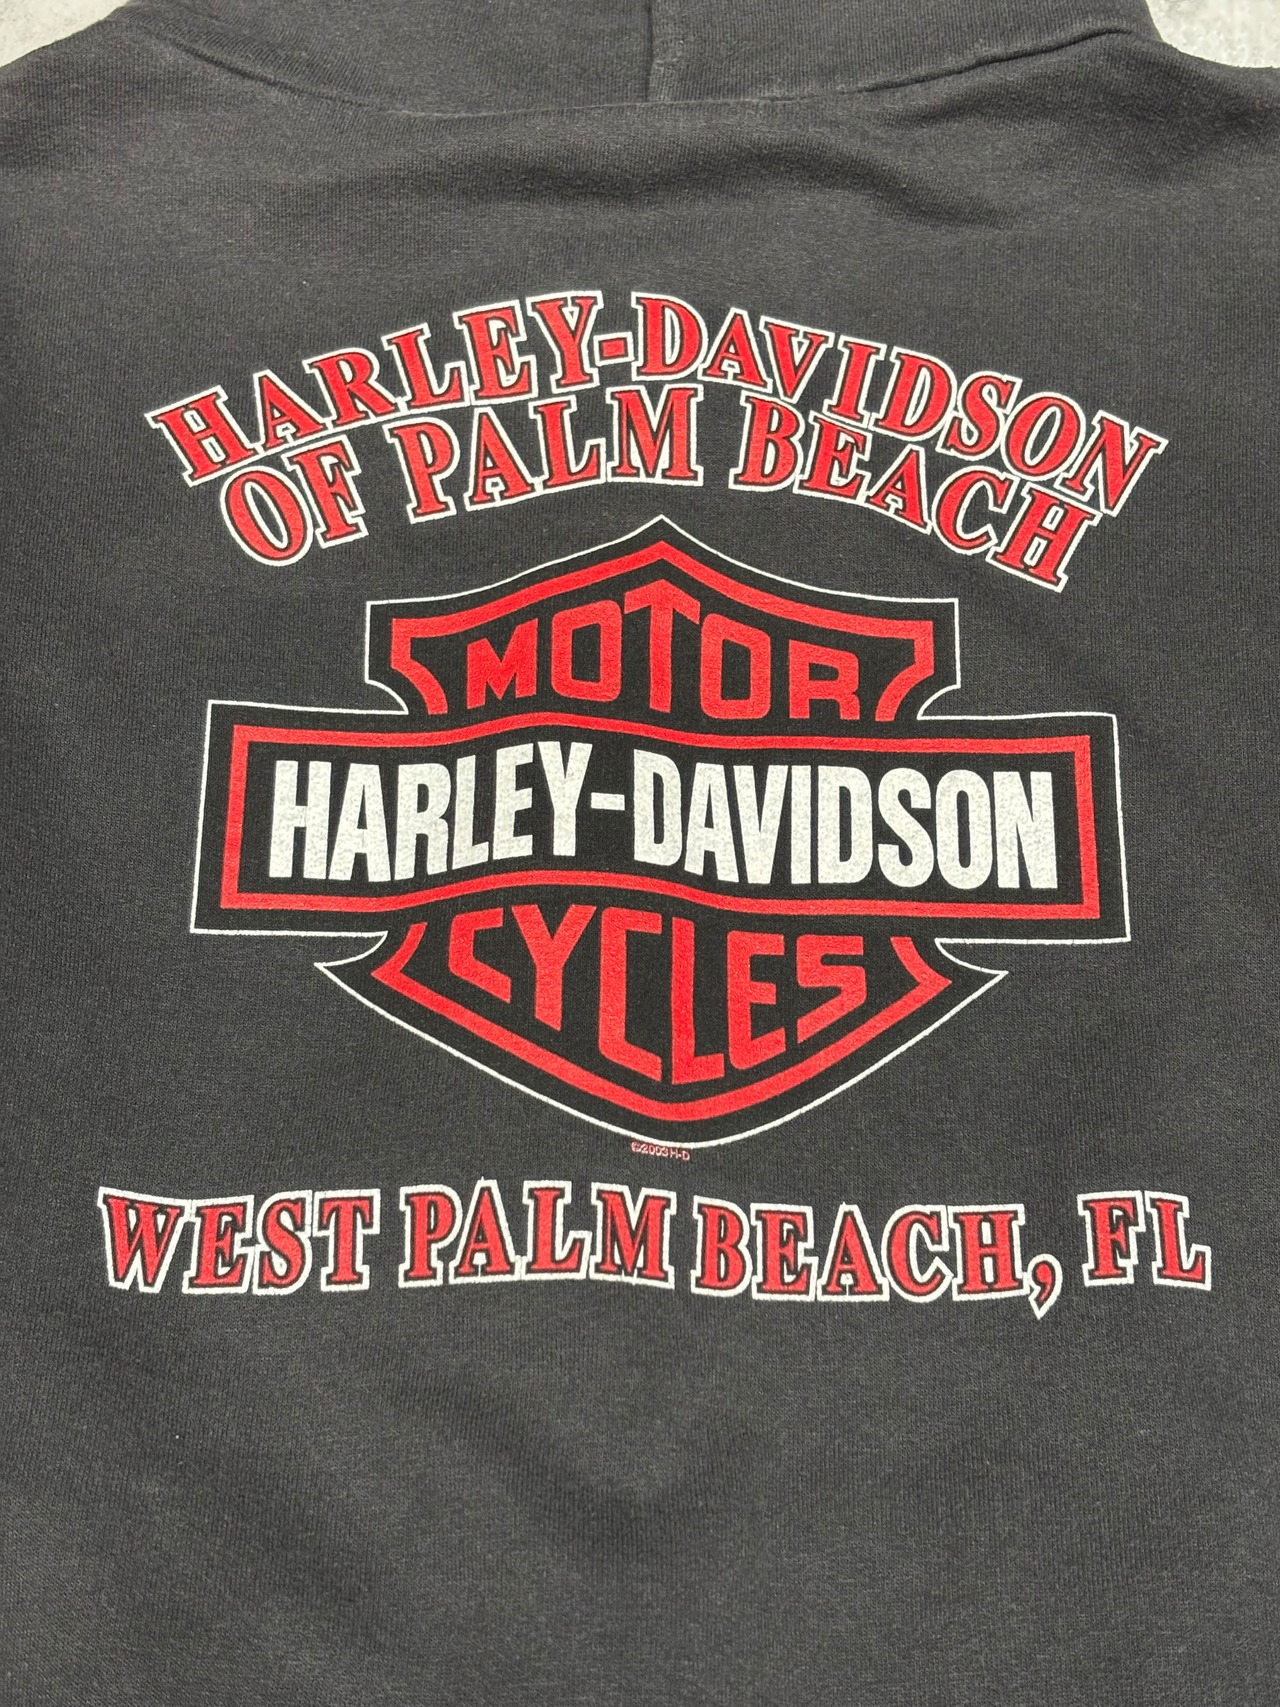 HARLEY-DAVIDSON
OF PALM BEACH
MOTOR
HARLEY-DAVIDSON
CYCLES
©2003 H-D
WEST PALM BEACH, FL